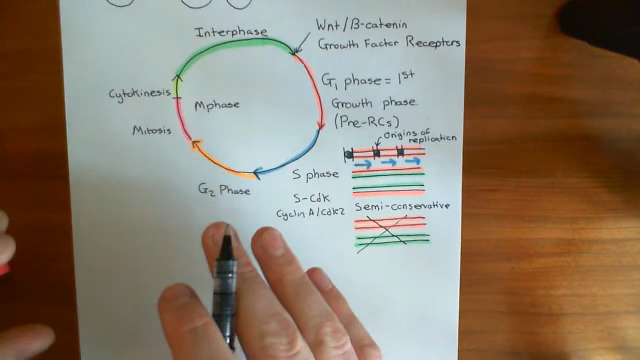 Interphase
Wnt/β-catenin
Growth Factor Receptors
G₁ phase = 1st
Growth phase
(Pre-RCs)
Cytokinesis
M phase
Mitosis
Origins of
replication
S phase
G₂ Phase
S-Cdk
Cyclin A/Cdk2
Semi-conservative